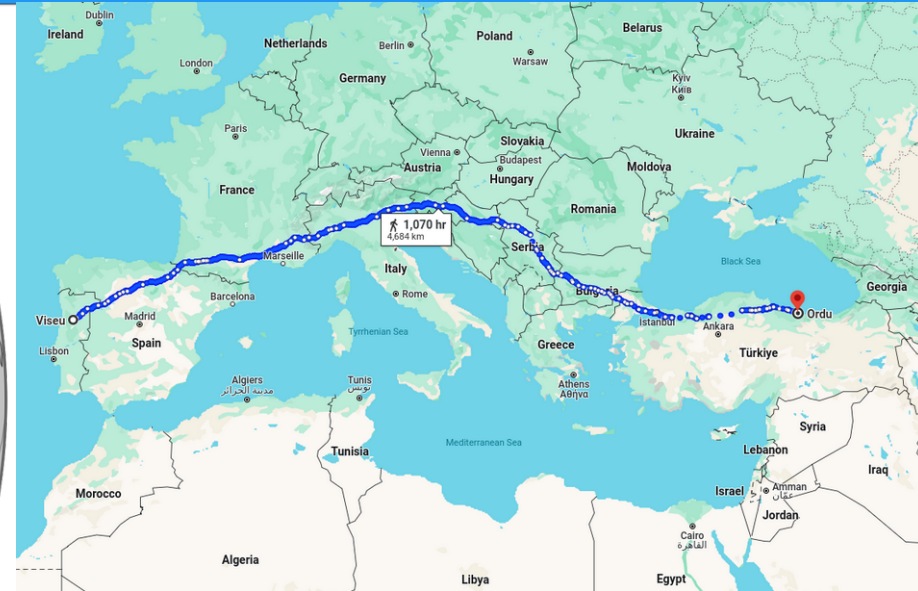 Dublin
Ireland
Netherlands
Berlin
Poland
Belarus
Warsaw
London
Germany
Kyiv
Київ
Paris
Ukraine
Slovakia
Vienna
Austria
Budapest
Hungary
Moldova
France
Romania
1,070 hr
4,684 km
Serbia
Marseille
Italy
Black Sea
Georgia
Barcelona
Rome
Bulgaria
Viseu
Madrid
Istanbul
Ordu
Ankara
Spain
Tyrrhenian Sea
Greece
Türkiye
Lisbon
Algiers
مدينة الجزائر
Tunis
تونس
Athens
Αθήνα
Syria
Mediterranean Sea
Tunisia
Lebanon
Iraq
Morocco
Israel
Amman
عمّان
Jordan
Cairo
القاهرة
Algeria
Libya
Egypt